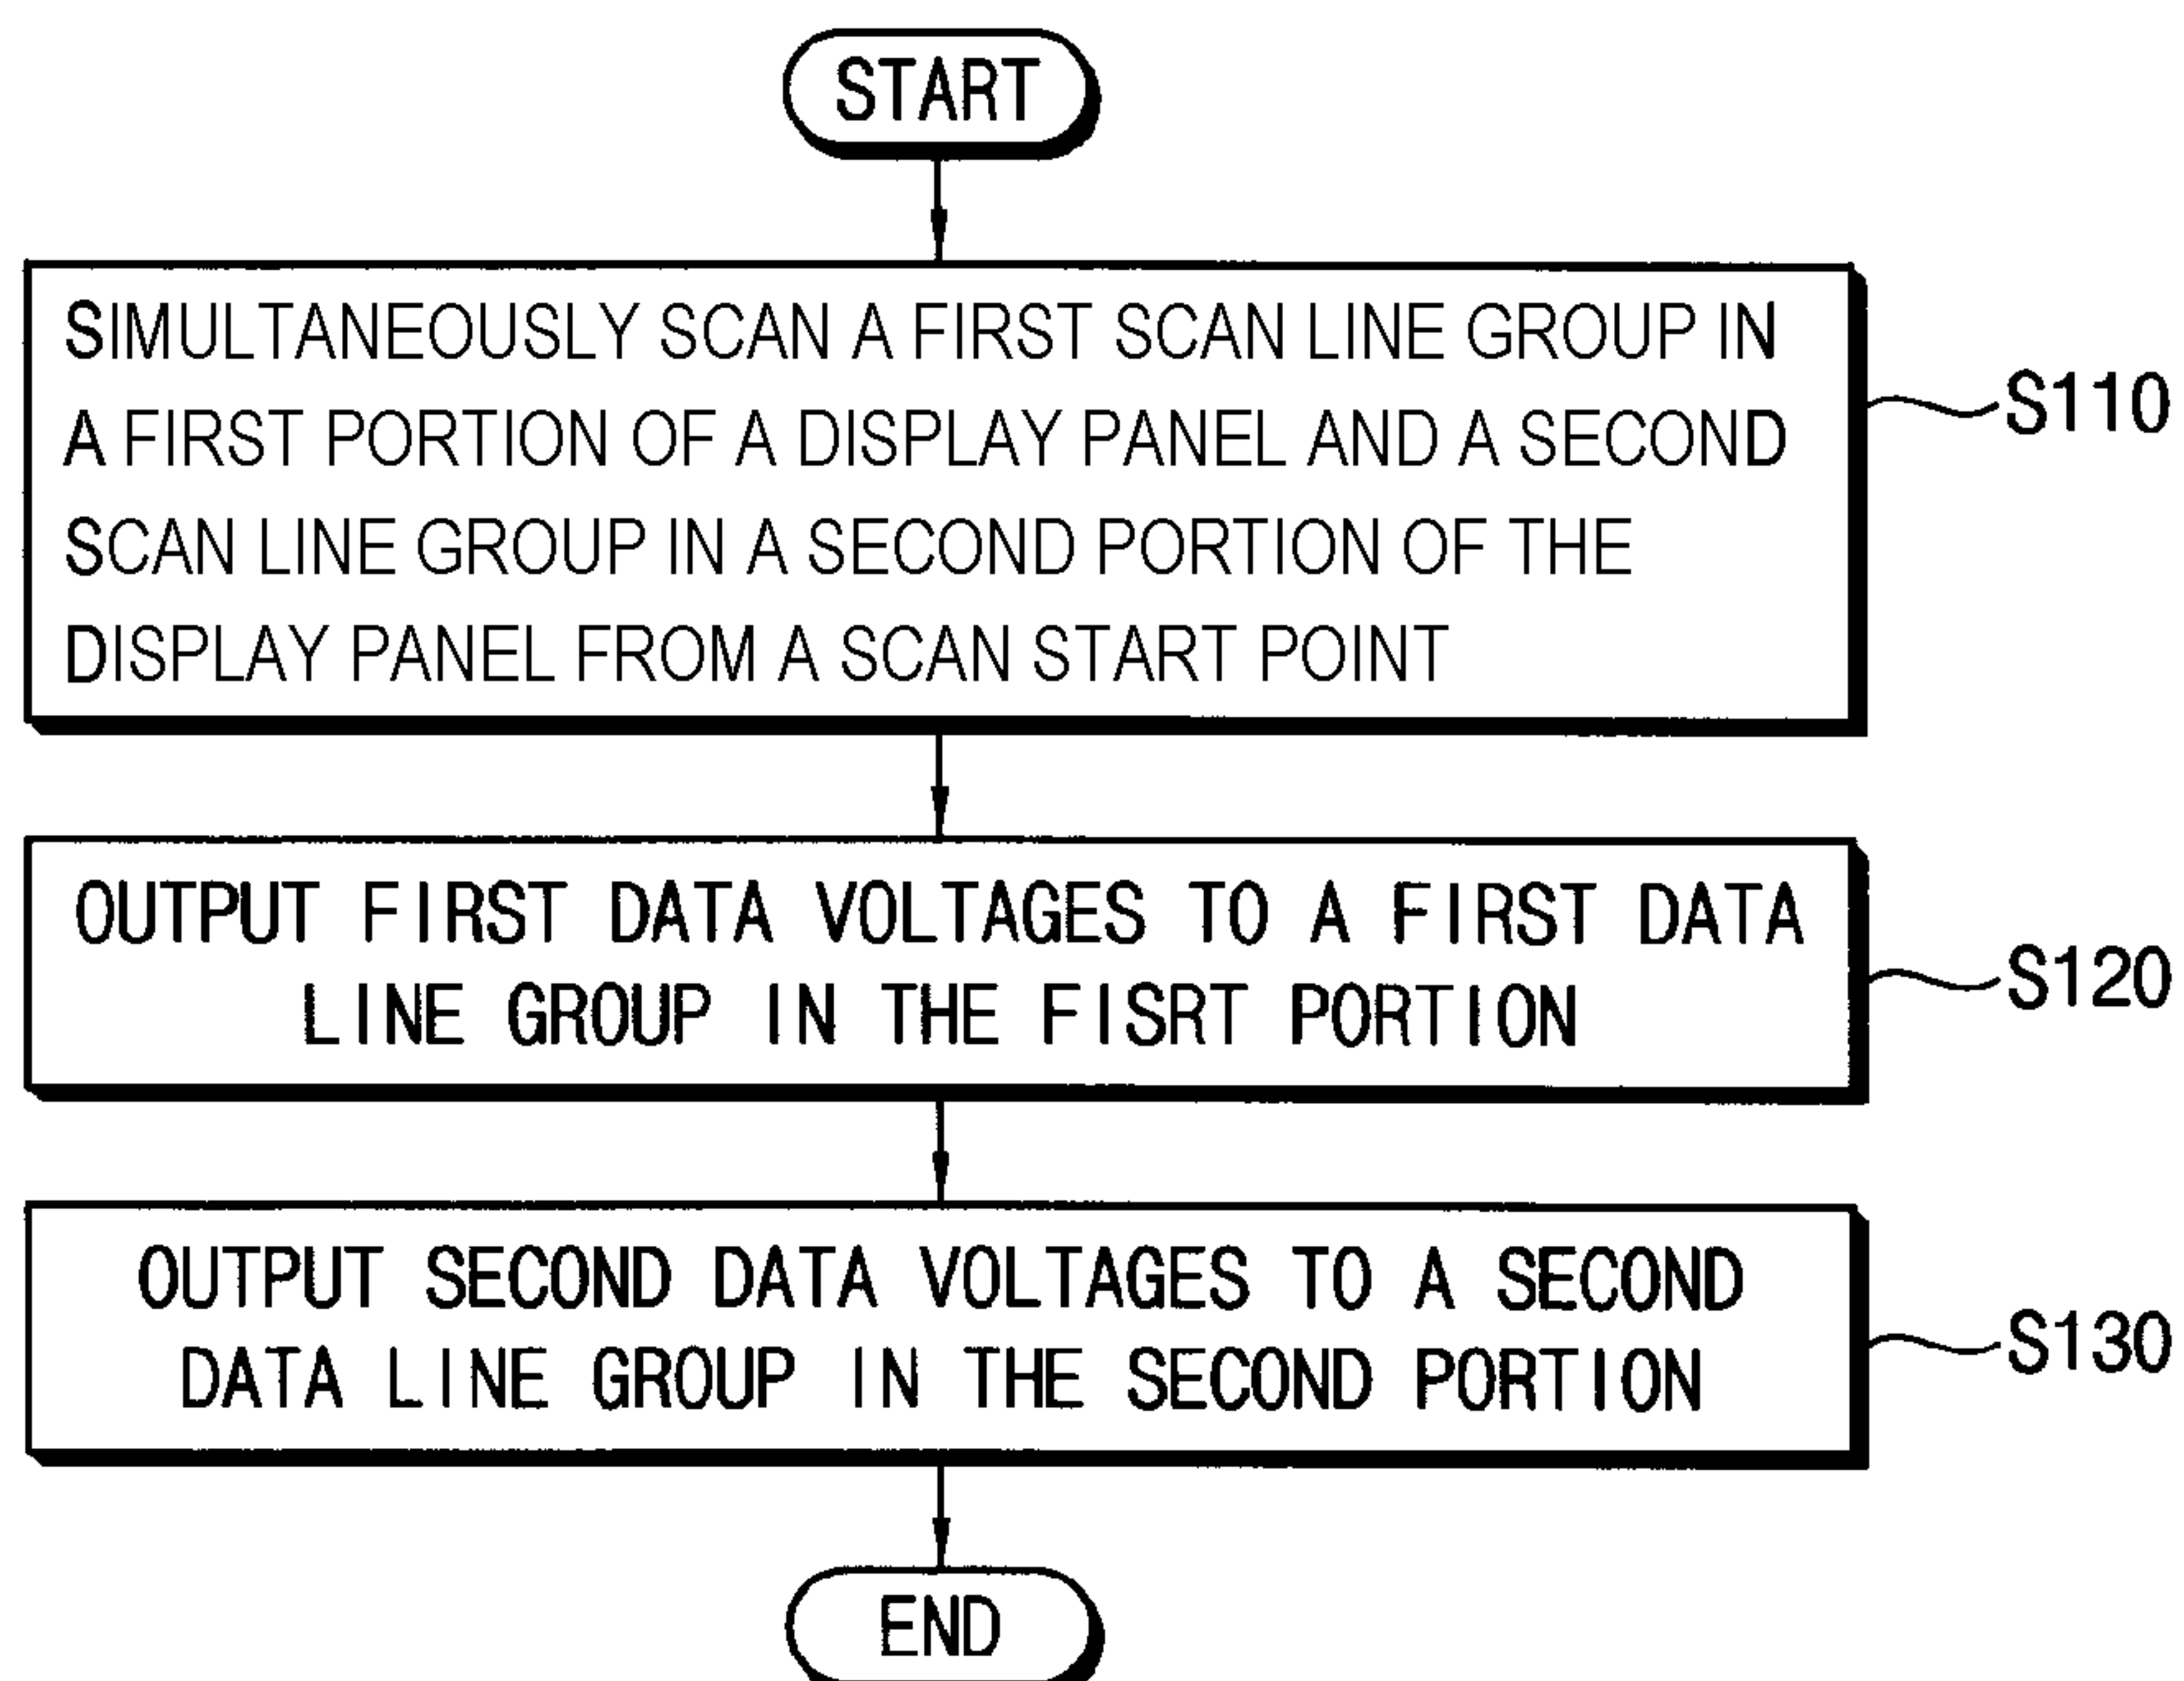 START
SIMULTANEOUSLY SCAN A FIRST SCAN LINE GROUP IN
A FIRST PORTION OF A DISPLAY PANEL AND A SECOND
SCAN LINE GROUP IN A SECOND PORTION OF THE
DISPLAY PANEL FROM A SCAN START POINT
S110
OUTPUT FIRST DATA VOLTAGES TO A FIRST DATA
LINE GROUP IN THE FISRT PORTION
S120
OUTPUT SECOND DATA VOLTAGES TO A SECOND
DATA LINE GROUP IN THE SECOND PORTION
S130
END